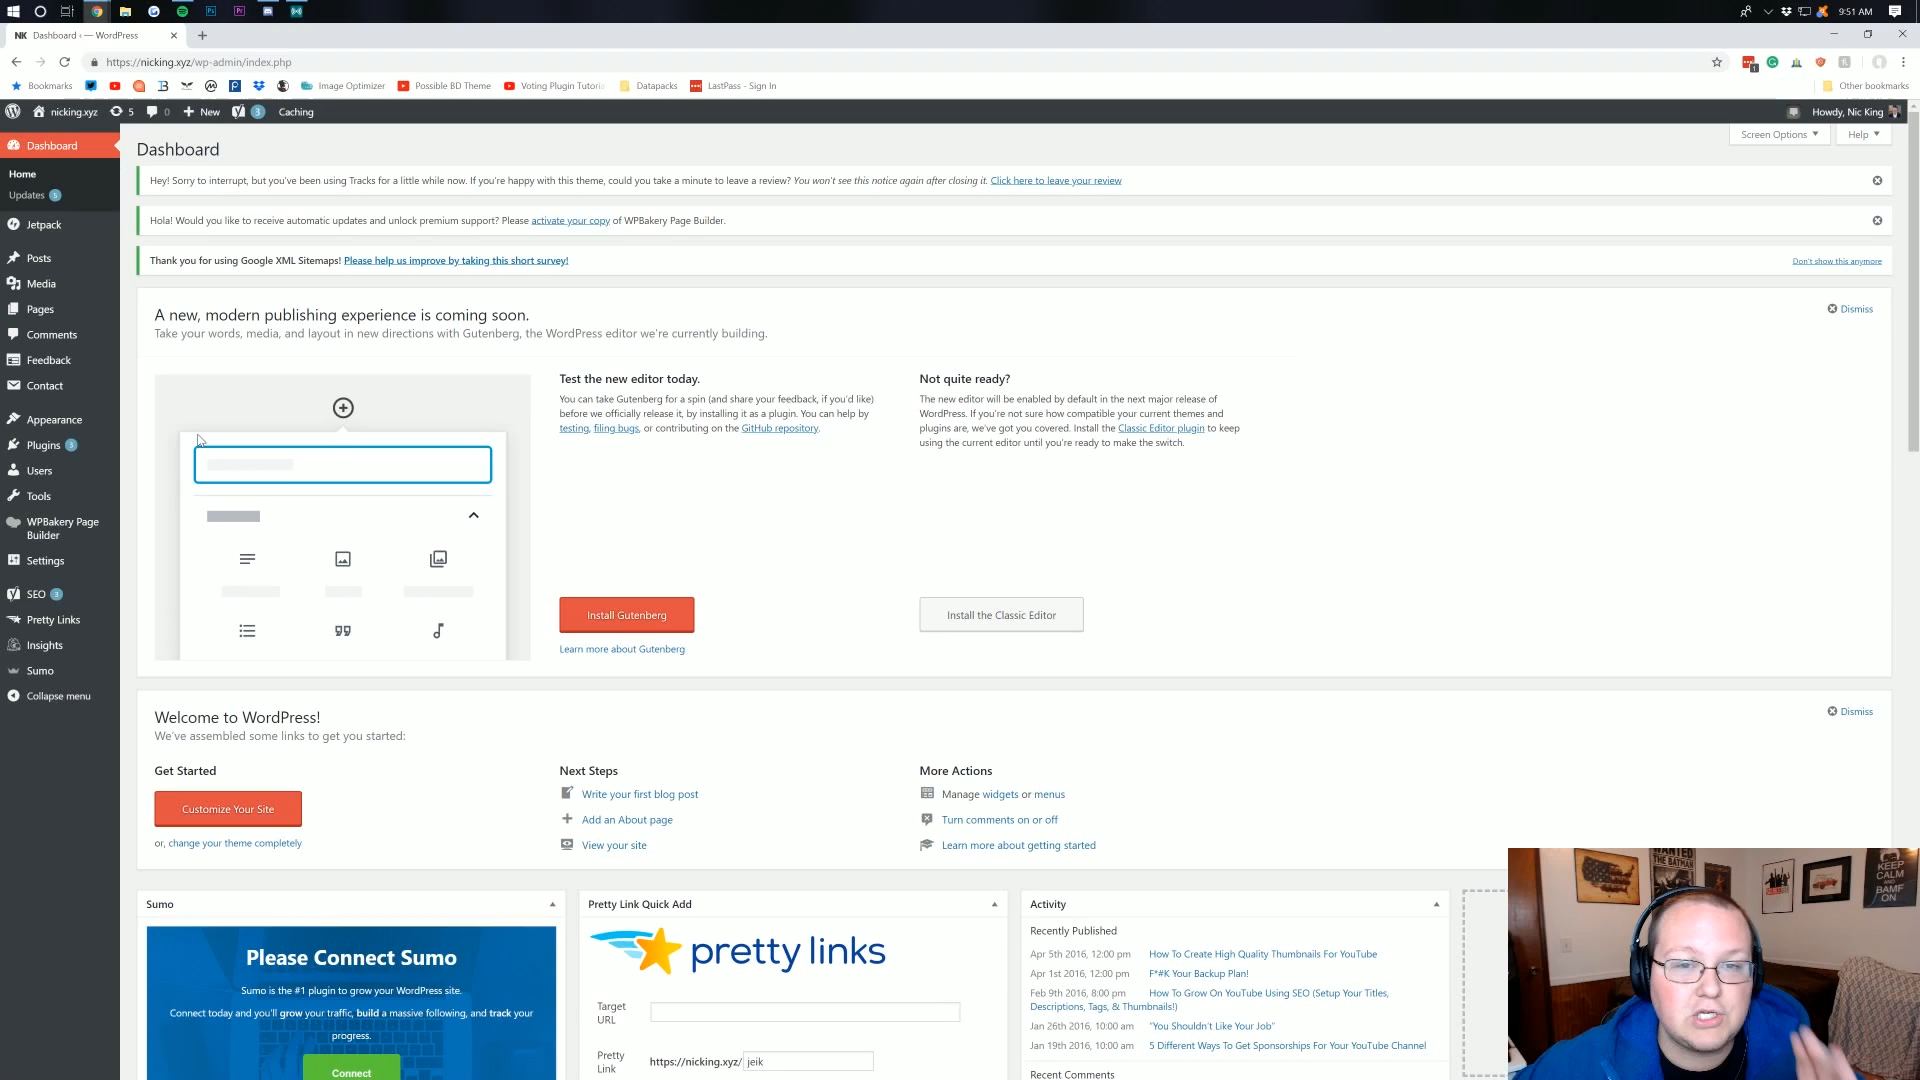 9:51 AM
NK Dashboard ‹ — WordPress
https://nicking.xyz/wp-admin/index.php
Bookmarks
Image Optimizer
Possible BD Theme
Voting Plugin Tutoria
Datapacks
LastPass - Sign In
Other bookmarks
nicking.xyz 5 0 New 3 Caching Howdy, Nic King
Screen Options Help
Dashboard
Home
Updates 5
Jetpack
Posts
Media
Pages
Comments
Feedback
Contact
Appearance
Plugins 3
Users
Tools
WPBakery Page
Builder
Settings
SEO 3
Pretty Links
Insights
Sumo
Collapse menu
Dashboard
Hey! Sorry to interrupt, but you've been using Tracks for a little while now. If you're happy with this theme, could you take a minute to leave a review? You won't see this notice again after closing it. Click here to leave your review
Hola! Would you like to receive automatic updates and unlock premium support? Please activate your copy of WPBakery Page Builder.
Thank you for using Google XML Sitemaps! Please help us improve by taking this short survey! Don't show this anymore
A new, modern publishing experience is coming soon. Dismiss
Take your words, media, and layout in new directions with Gutenberg, the WordPress editor we're currently building.
Test the new editor today.
You can take Gutenberg for a spin (and share your feedback, if you'd like)
before we officially release it, by installing it as a plugin. You can help by
testing, filing bugs, or contributing on the GitHub repository.
Install Gutenberg
Learn more about Gutenberg
Not quite ready?
The new editor will be enabled by default in the next major release of
WordPress. If you're not sure how compatible your current themes and
plugins are, we've got you covered. Install the Classic Editor plugin to keep
using the current editor until you're ready to make the switch.
Install the Classic Editor
Welcome to WordPress! Dismiss
We've assembled some links to get you started:
Get Started
Customize Your Site
or, change your theme completely
Next Steps
Write your first blog post
Add an About page
View your site
More Actions
Manage widgets or menus
Turn comments on or off
Learn more about getting started
Sumo
Please Connect Sumo
Sumo is the #1 plugin to grow your WordPress site.
Connect today and you'll grow your traffic, build a massive following, and track your
progress.
Connect
Pretty Link Quick Add
pretty links
Target
URL
Pretty
Link
https://nicking.xyz/ jeik
Activity
Recently Published
Apr 5th 2016, 12:00 pm How To Create High Quality Thumbnails For YouTube
Apr 1st 2016, 12:00 pm F*#K Your Backup Plan!
Feb 9th 2016, 8:00 pm How To Grow On YouTube Using SEO (Setup Your Titles,
Descriptions, Tags, & Thumbnails!)
Jan 26th 2016, 10:00 am "You Shouldn't Like Your Job"
Jan 19th 2016, 10:00 am 5 Different Ways To Get Sponsorships For Your YouTube Channel
Recent Comments
WANTED
THE BATMAN
KEEP
CALM
AND
BAMF
ON